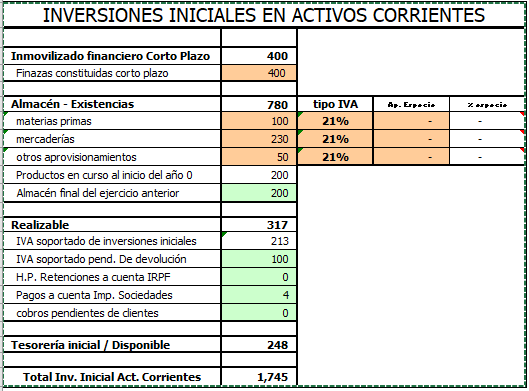 INVERSIONES INICIALES EN ACTIVOS CORRIENTES
Inmovilizado financiero Corto Plazo 400
Finazas constituidas corto plazo 400
Almacén - Existencias 780 tipo IVA Ap. Especie % especie
materias primas 100 21% - -
mercaderías 230 21% - -
otros aprovisionamientos 50 21% - -
Productos en curso al inicio del año 0 200
Almacén final del ejercicio anterior 200
Realizable 317
IVA soportado de inversiones iniciales 213
IVA soportado pend. De devolución 100
H.P. Retenciones a cuenta IRPF 0
Pagos a cuenta Imp. Sociedades 4
cobros pendientes de clientes 0
Tesorería inicial / Disponible 248
Total Inv. Inicial Act. Corrientes 1,745